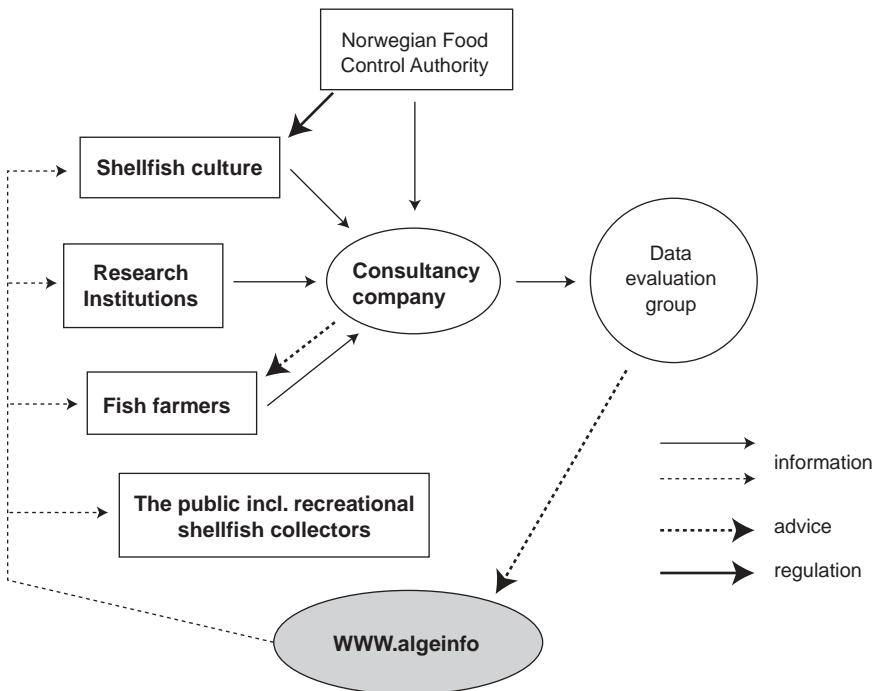 Norwegian Food
Control Authority
Shellfish culture
Research
Institutions
Consultancy
company
Data
evaluation
group
Fish farmers
The public incl. recreational
shellfish collectors
WWW.algeinfo
information
advice
regulation